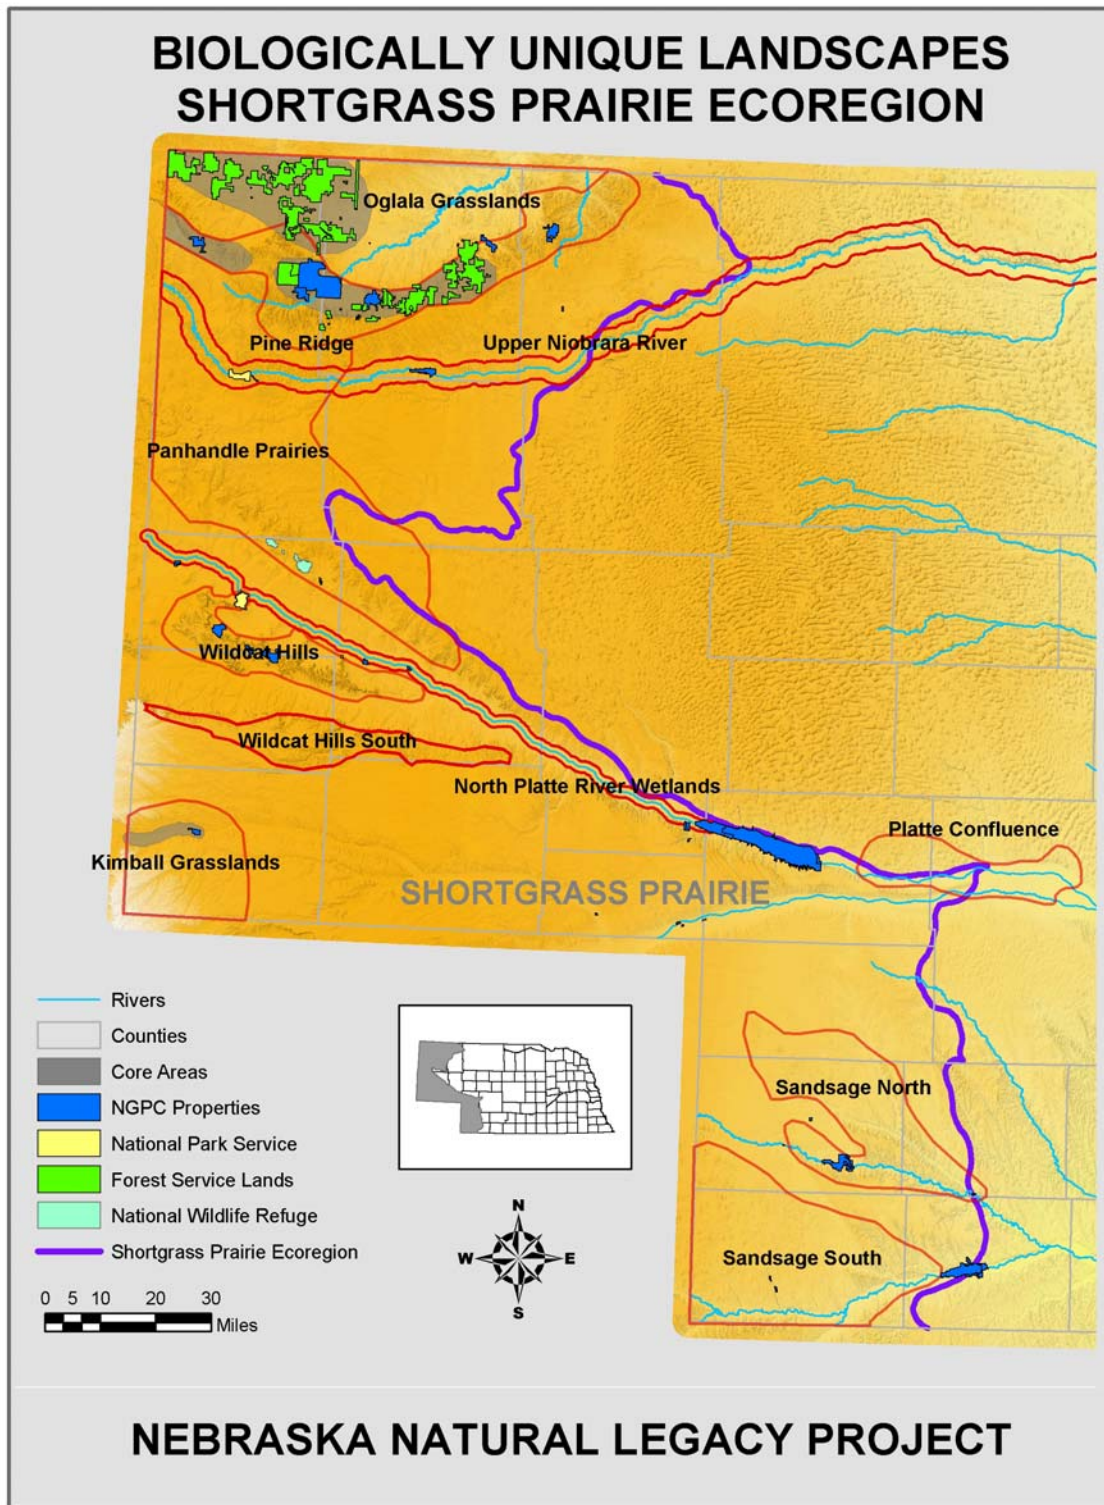 BIOLOGICALLY UNIQUE LANDSCAPES
SHORTGRASS PRAIRIE ECOREGION
Oglala Grasslands
Pine Ridge
Upper Niobrara River
Panhandle Prairies
Wildcat Hills
Wildcat Hills South
North Platte River Wetlands
Platte Confluence
Kimball Grasslands
SHORTGRASS PRAIRIE
Sandsage North
Sandsage South
Rivers
Counties
Core Areas
NGPC Properties
National Park Service
Forest Service Lands
National Wildlife Refuge
Shortgrass Prairie Ecoregion
0 5 10 20 30
Miles
N
W E
S
NEBRASKA NATURAL LEGACY PROJECT